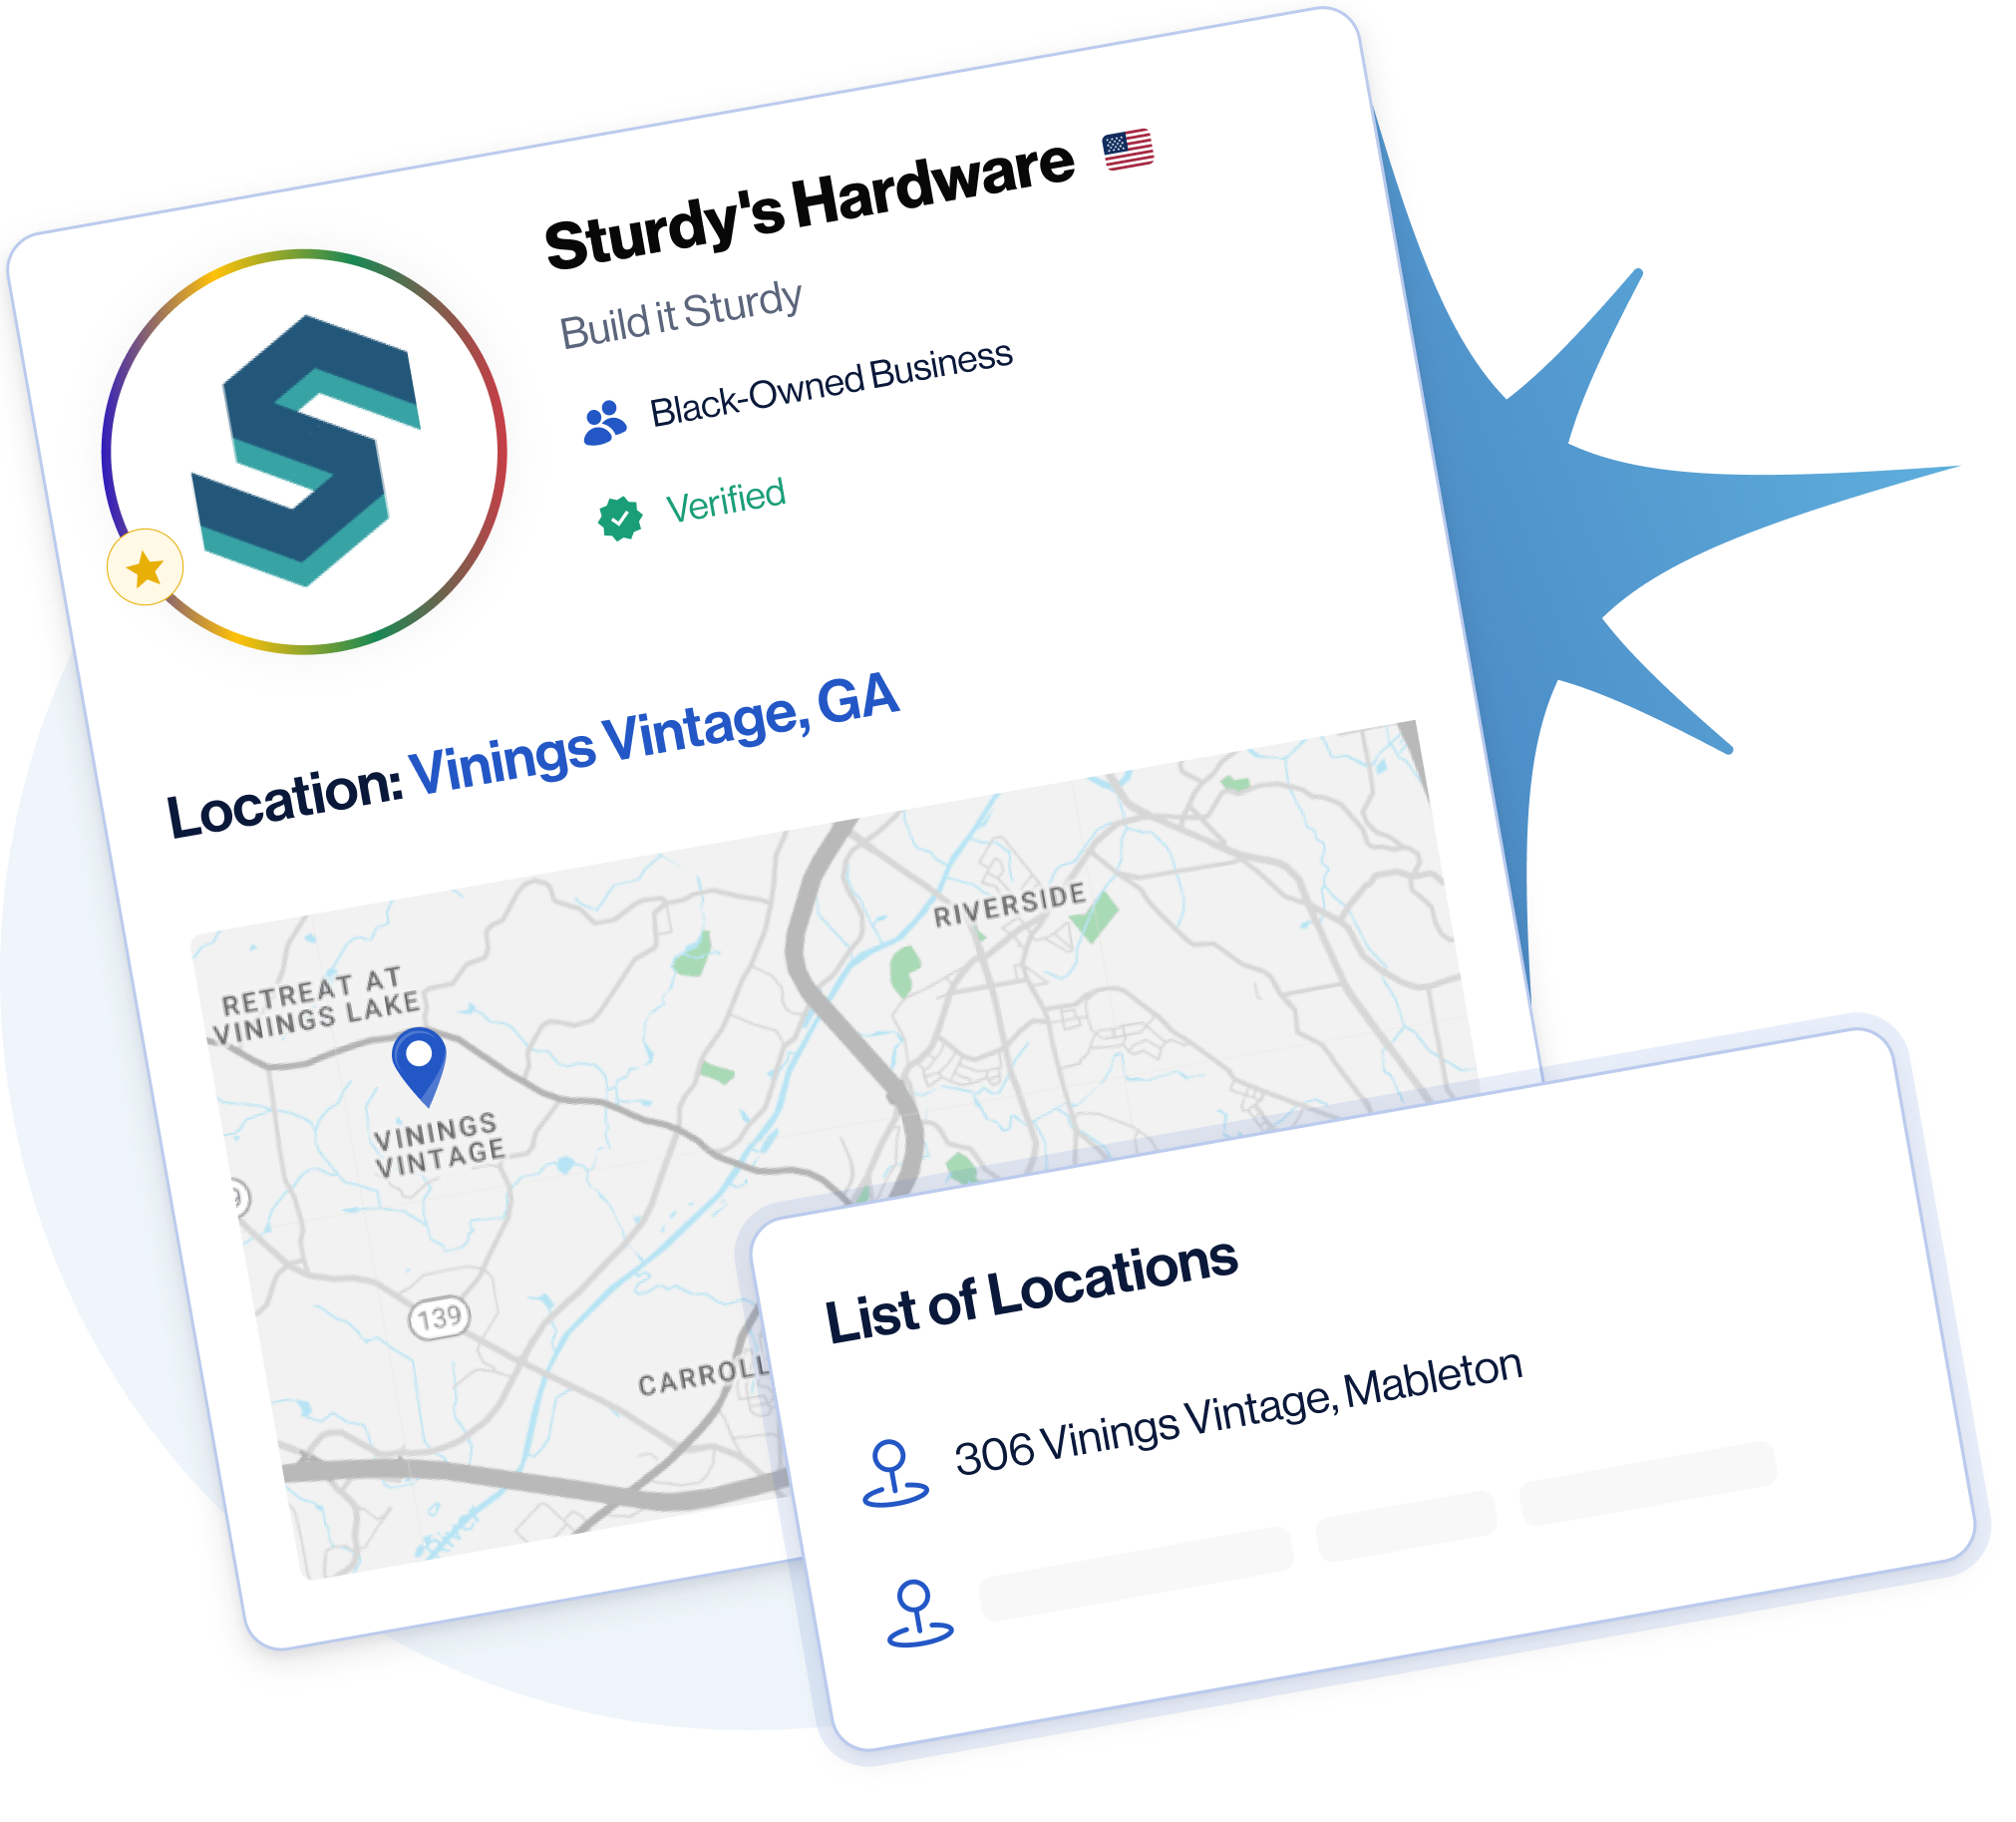 Sturdy's Hardware
Build it Sturdy
Black-Owned Business
Verified
Location: Vinings Vintage, GA
RIVERSIDE
RETREAT AT
VININGS LAKE
VININGS
VINTAGE
139
CARROLL
List of Locations
306 Vinings Vintage, Mableton